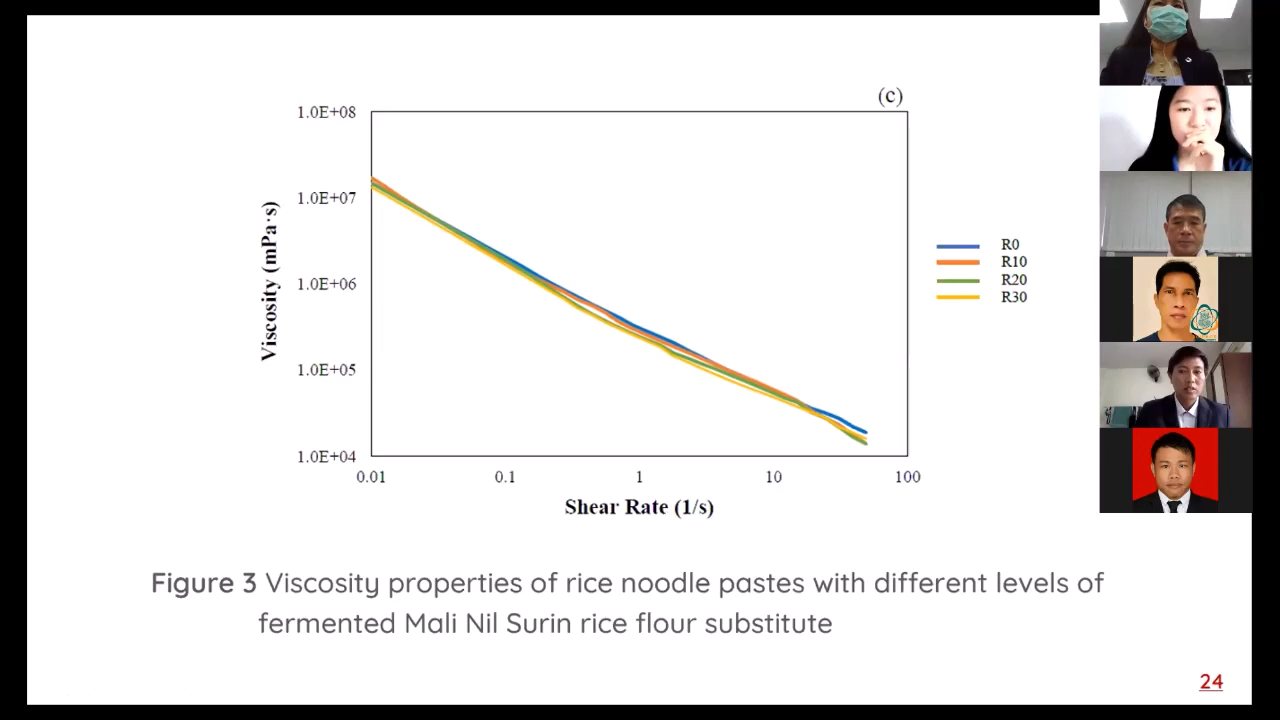 (c)
1.0E+08
1.0E+07
1.0E+06
1.0E+05
1.0E+04
Viscosity (mPa·s)
0.01 0.1 1 10 100
Shear Rate (1/s)
R0
R10
R20
R30
Figure 3 Viscosity properties of rice noodle pastes with different levels of
fermented Mali Nil Surin rice flour substitute
24